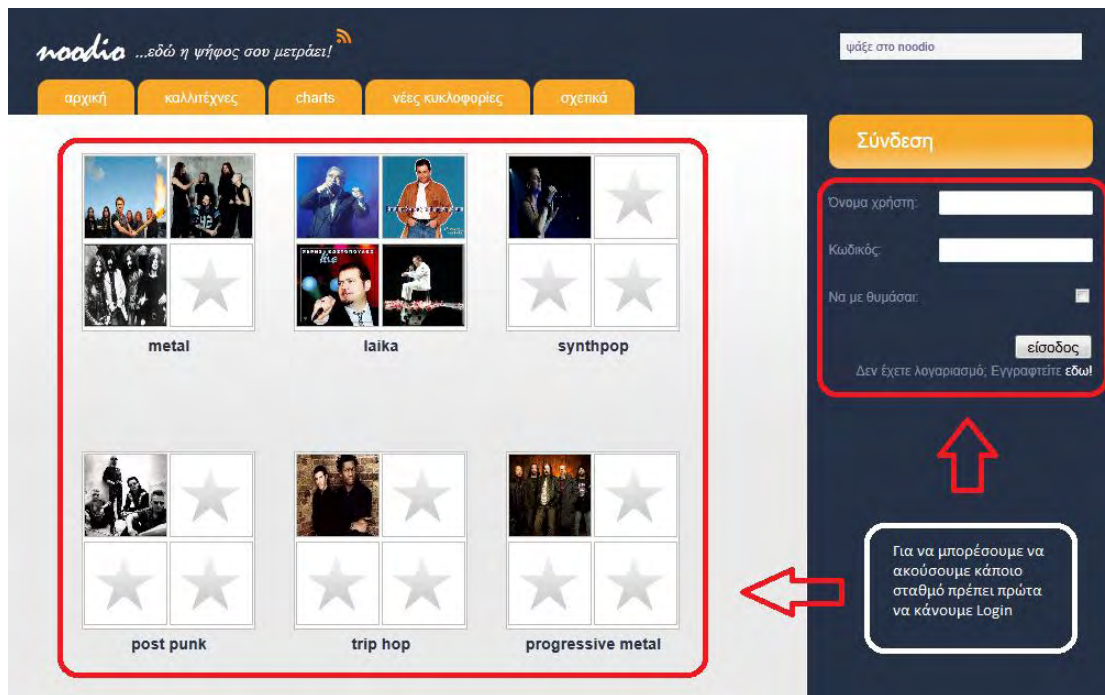 noodio ...εδώ η ψήφος σου μετράει!
ψάξε στο noodio
αρχική καλλιτέχνες charts νέες κυκλοφορίες σχετικά
Σύνδεση
Όνομα χρήστη:
Κωδικός:
Να με θυμάσαι:
είσοδος
Δεν έχετε λογαριασμό; Εγγραφτείτε εδω!
live
metal laika synthpop
post punk trip hop progressive metal
Για να μπορέσουμε να
ακούσουμε κάποιο
σταθμό πρέπει πρώτα
να κάνουμε Login